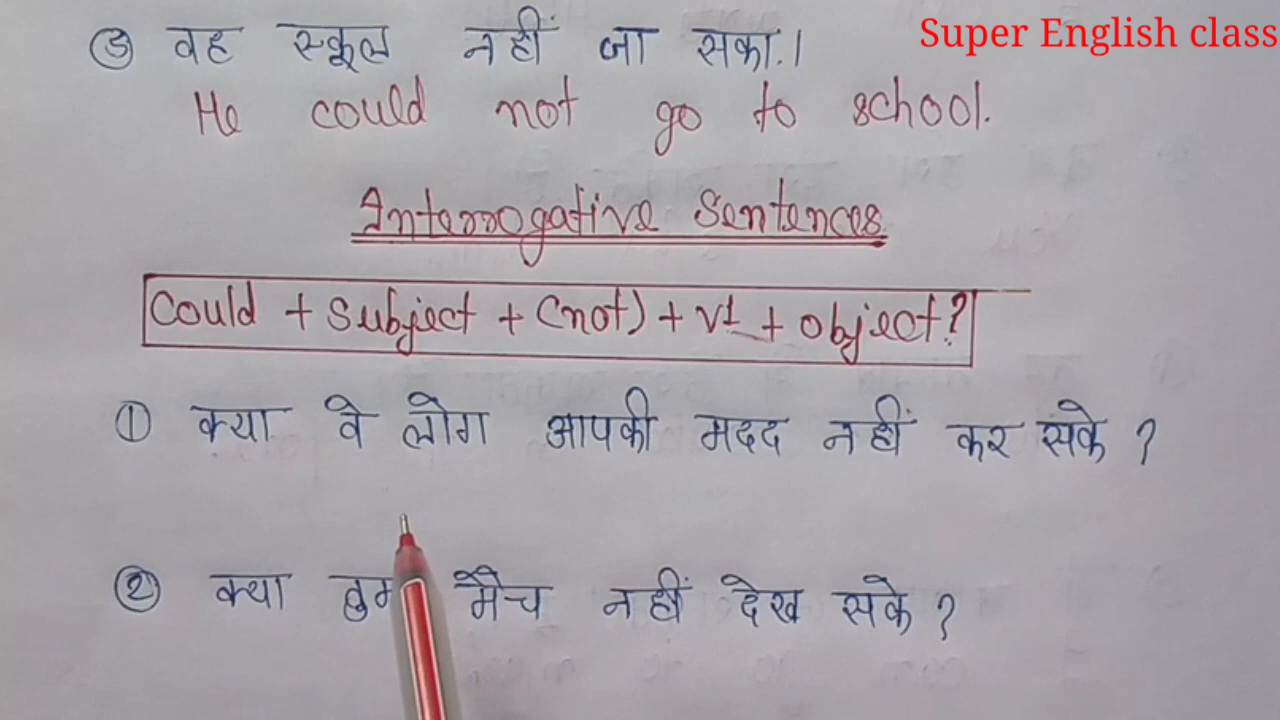 Super English class
③ वह स्कूल नहीं जा सका।
He could not go to school.
Interrogative Sentences
Could + Subject + (not) + V1 + object?
① क्या वे लोग आपकी मदद नहीं कर सके ?
② क्या तुम मैच नहीं देख सके ?